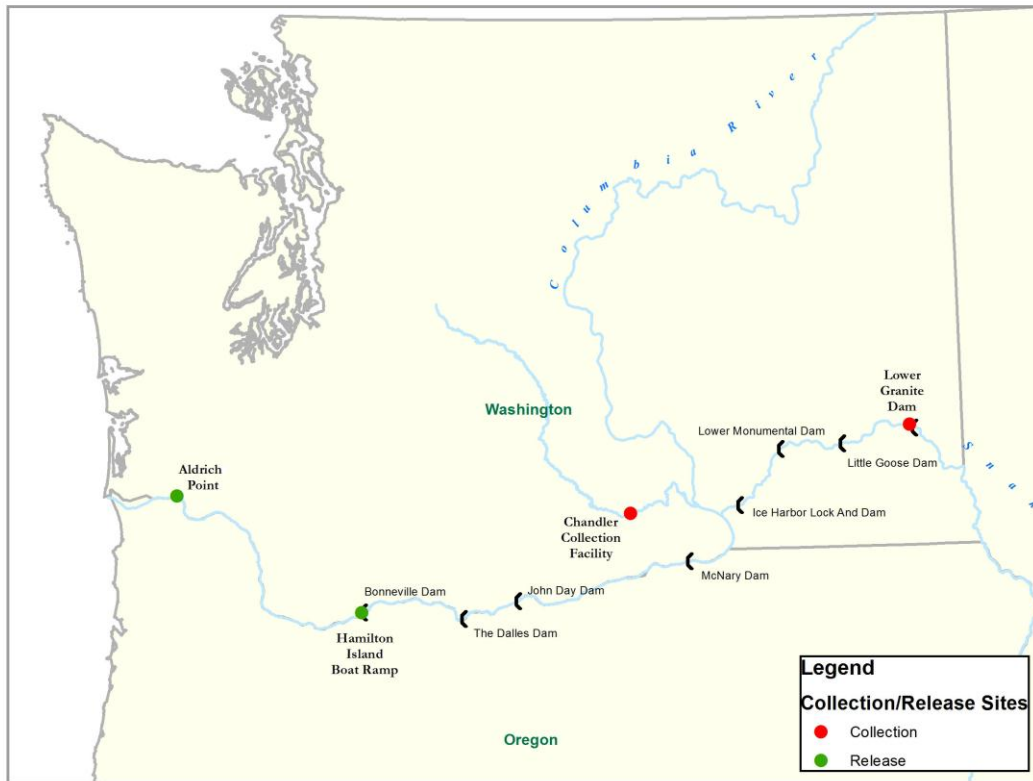 Columbia River
Lower
Granite
Dam
Washington
Lower Monumental Dam
Little Goose Dam
Snak
Aldrich
Point
Ice Harbor Lock And Dam
Chandler
Collection
Facility
McNary Dam
Bonneville Dam
John Day Dam
The Dalles Dam
Hamilton
Island
Boat Ramp
Oregon
Legend
Collection/Release Sites
Collection
Release